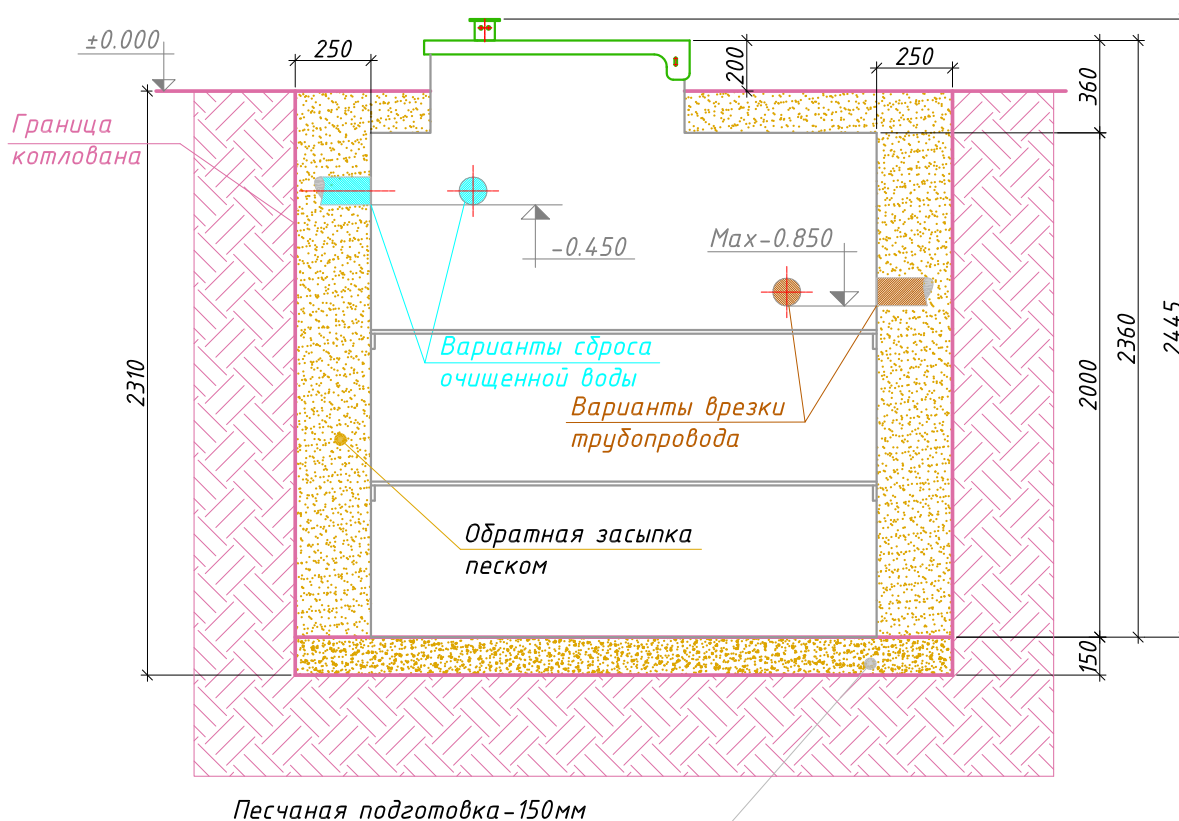 ±0.000
250
200
250
360
Граница
котлована
-0.450
Max-0.850
2310
Варианты сброса
очищенной воды
Варианты врезки
трубопровода
2000
2360
2445
Обратная засыпка
песком
150
Песчаная подготовка-150мм